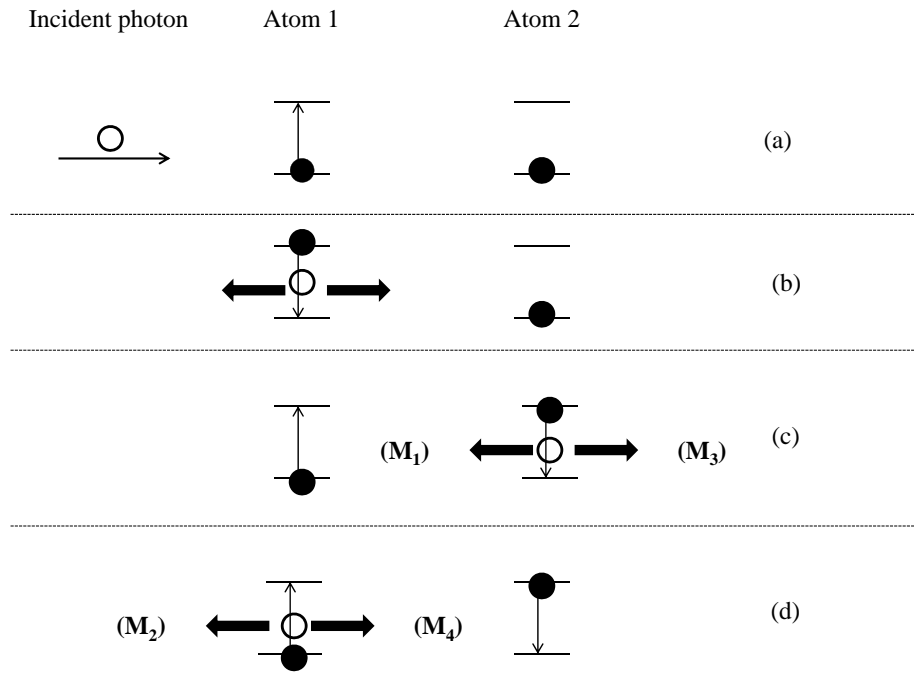 Incident photon Atom 1 Atom 2
(a)
(b)
(M₁) (M₃) (c)
(M₂) (M₄) (d)